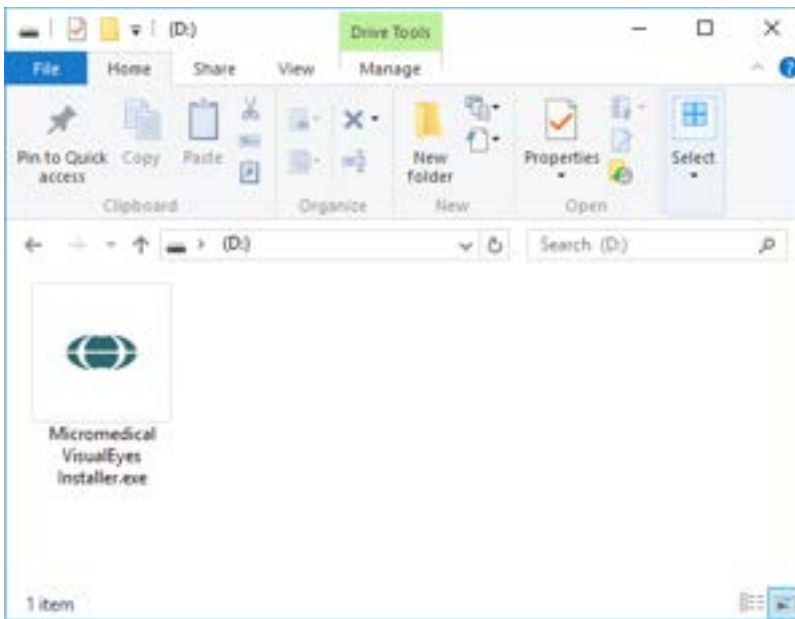 (D:)
Drive Tools
File Home Share View Manage
Pin to Quick access
Copy
Paste
New folder
Properties
Select
Clipboard
Organize
New
Open
(D:)
Search (D:)
Micromedical
VisualEyes
Installer.exe
1 item